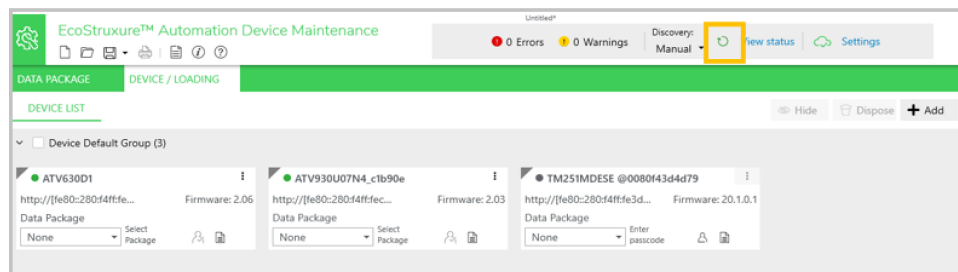 Untitled*
EcoStruxure™ Automation Device Maintenance
0 Errors 0 Warnings
Discovery:
Manual
View status
Settings
DATA PACKAGE
DEVICE / LOADING
DEVICE LIST
Hide
Dispose
Add
Device Default Group (3)
ATV630D1
http://[fe80::280:f4ff:fe... Firmware: 2.06
Data Package
None
Select
Package
ATV930U07N4_c1b90e
http://[fe80::280:f4ff:fec... Firmware: 2.03
Data Package
None
Select
Package
TM251MDESE @0080f43d4d79
http://[fe80::280:f4ff:fe3d... Firmware: 20.1.0.1
Data Package
None
Enter
passcode